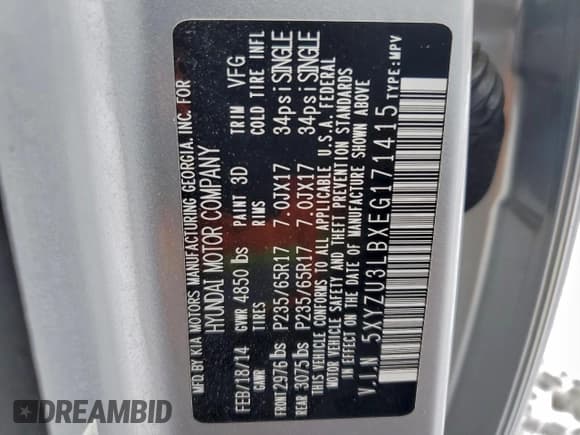 MFD. BY KIA MOTORS MANUFACTURING GEORGIA, INC. FOR
HYUNDAI MOTOR COMPANY
FEB/18/14 GVWR 4850 lbs PAINT 3D TRIM VFG
GAWR RIMS COLD TIRE INFL
FRONT 2976 lbs P235/65R17 7.0JX17 34psi SINGLE
REAR 3075 lbs P235/65R17 7.0JX17 34psi SINGLE
THIS VEHICLE CONFORMS TO ALL APPLICABLE U.S.A. FEDERAL
MOTOR VEHICLE SAFETY AND THEFT PREVENTION STANDARDS
IN EFFECT ON THE DATE OF MANUFACTURE SHOWN ABOVE.
V.I.N 5XYZU3LBXEG171415 TYPE:MPV
DREAMBID